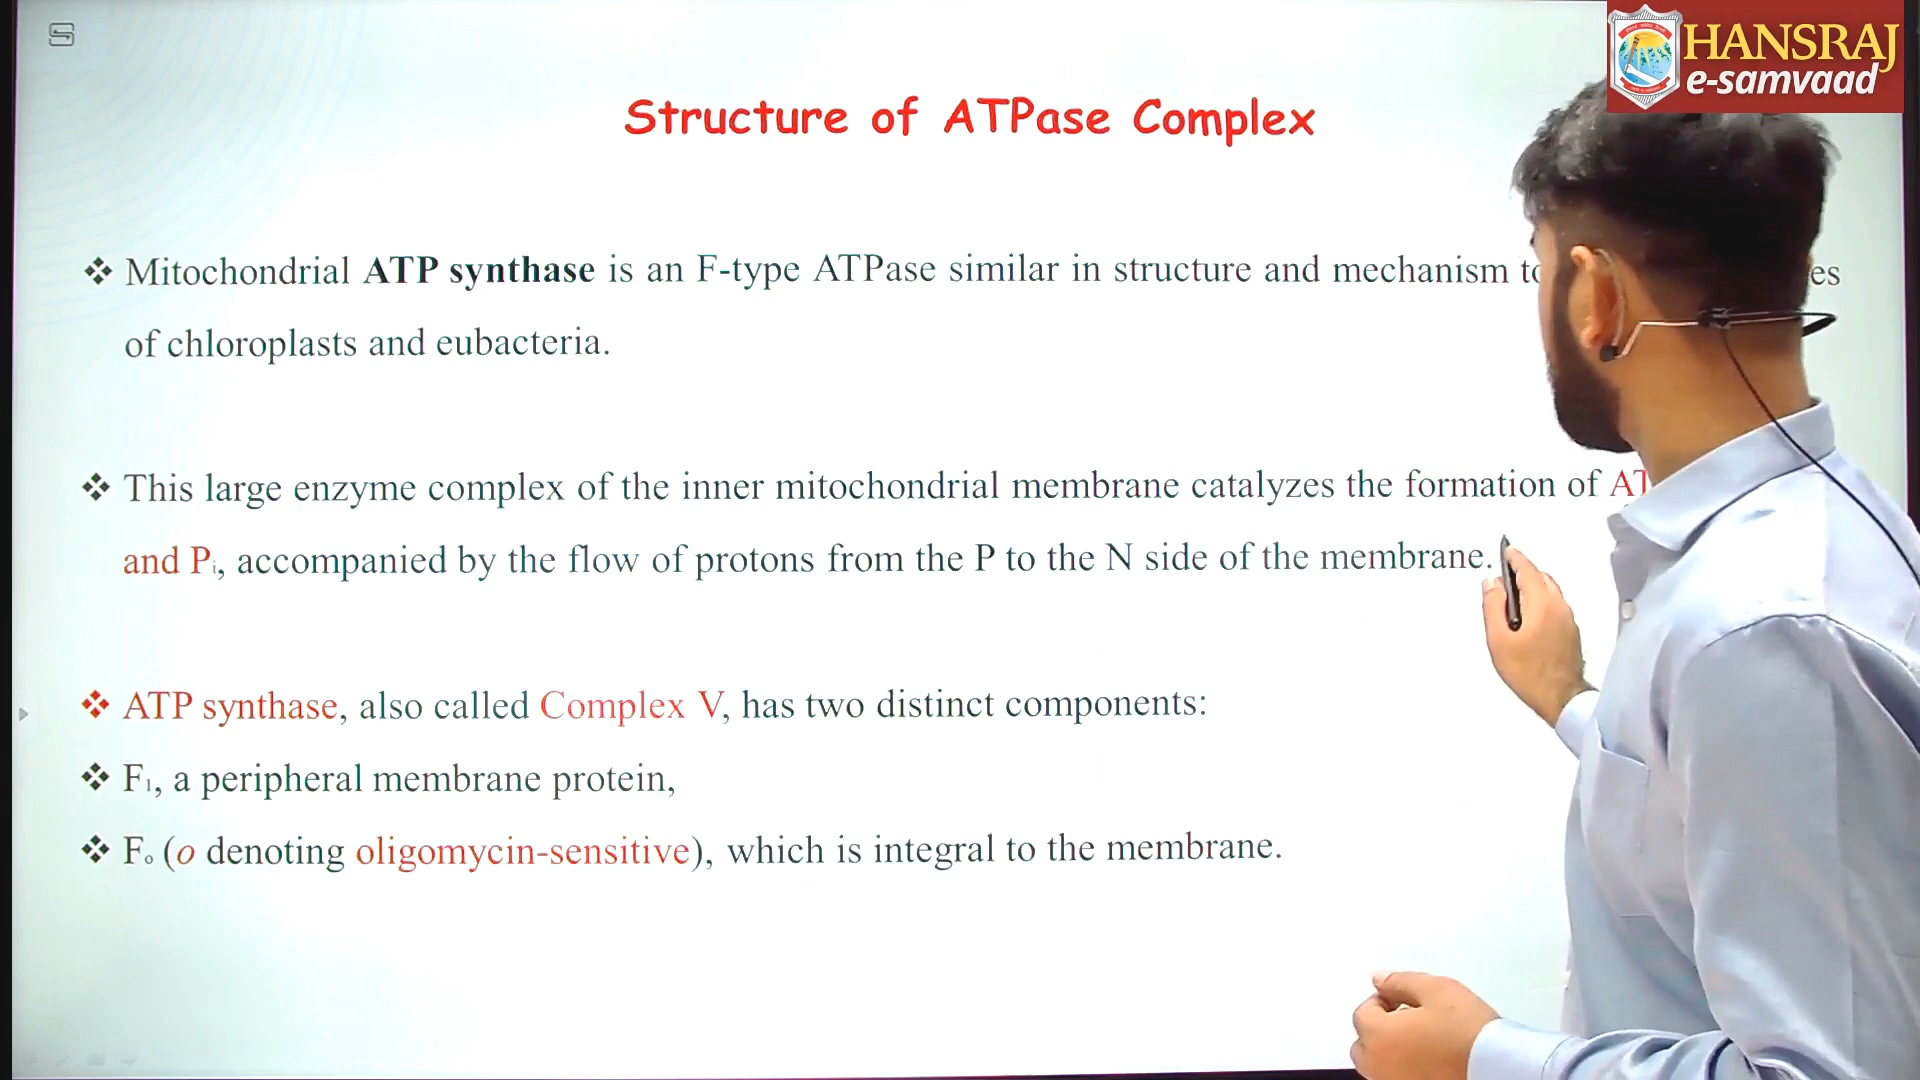 HANSRAJ
e-samvaad
Structure of ATPase Complex
❖ Mitochondrial ATP synthase is an F-type ATPase similar in structure and mechanism
of chloroplasts and eubacteria.
❖ This large enzyme complex of the inner mitochondrial membrane catalyzes the formation of
and Pi, accompanied by the flow of protons from the P to the N side of the membrane.
❖ ATP synthase, also called Complex V, has two distinct components:
❖ F1, a peripheral membrane protein,
❖ Fo (o denoting oligomycin-sensitive), which is integral to the membrane.